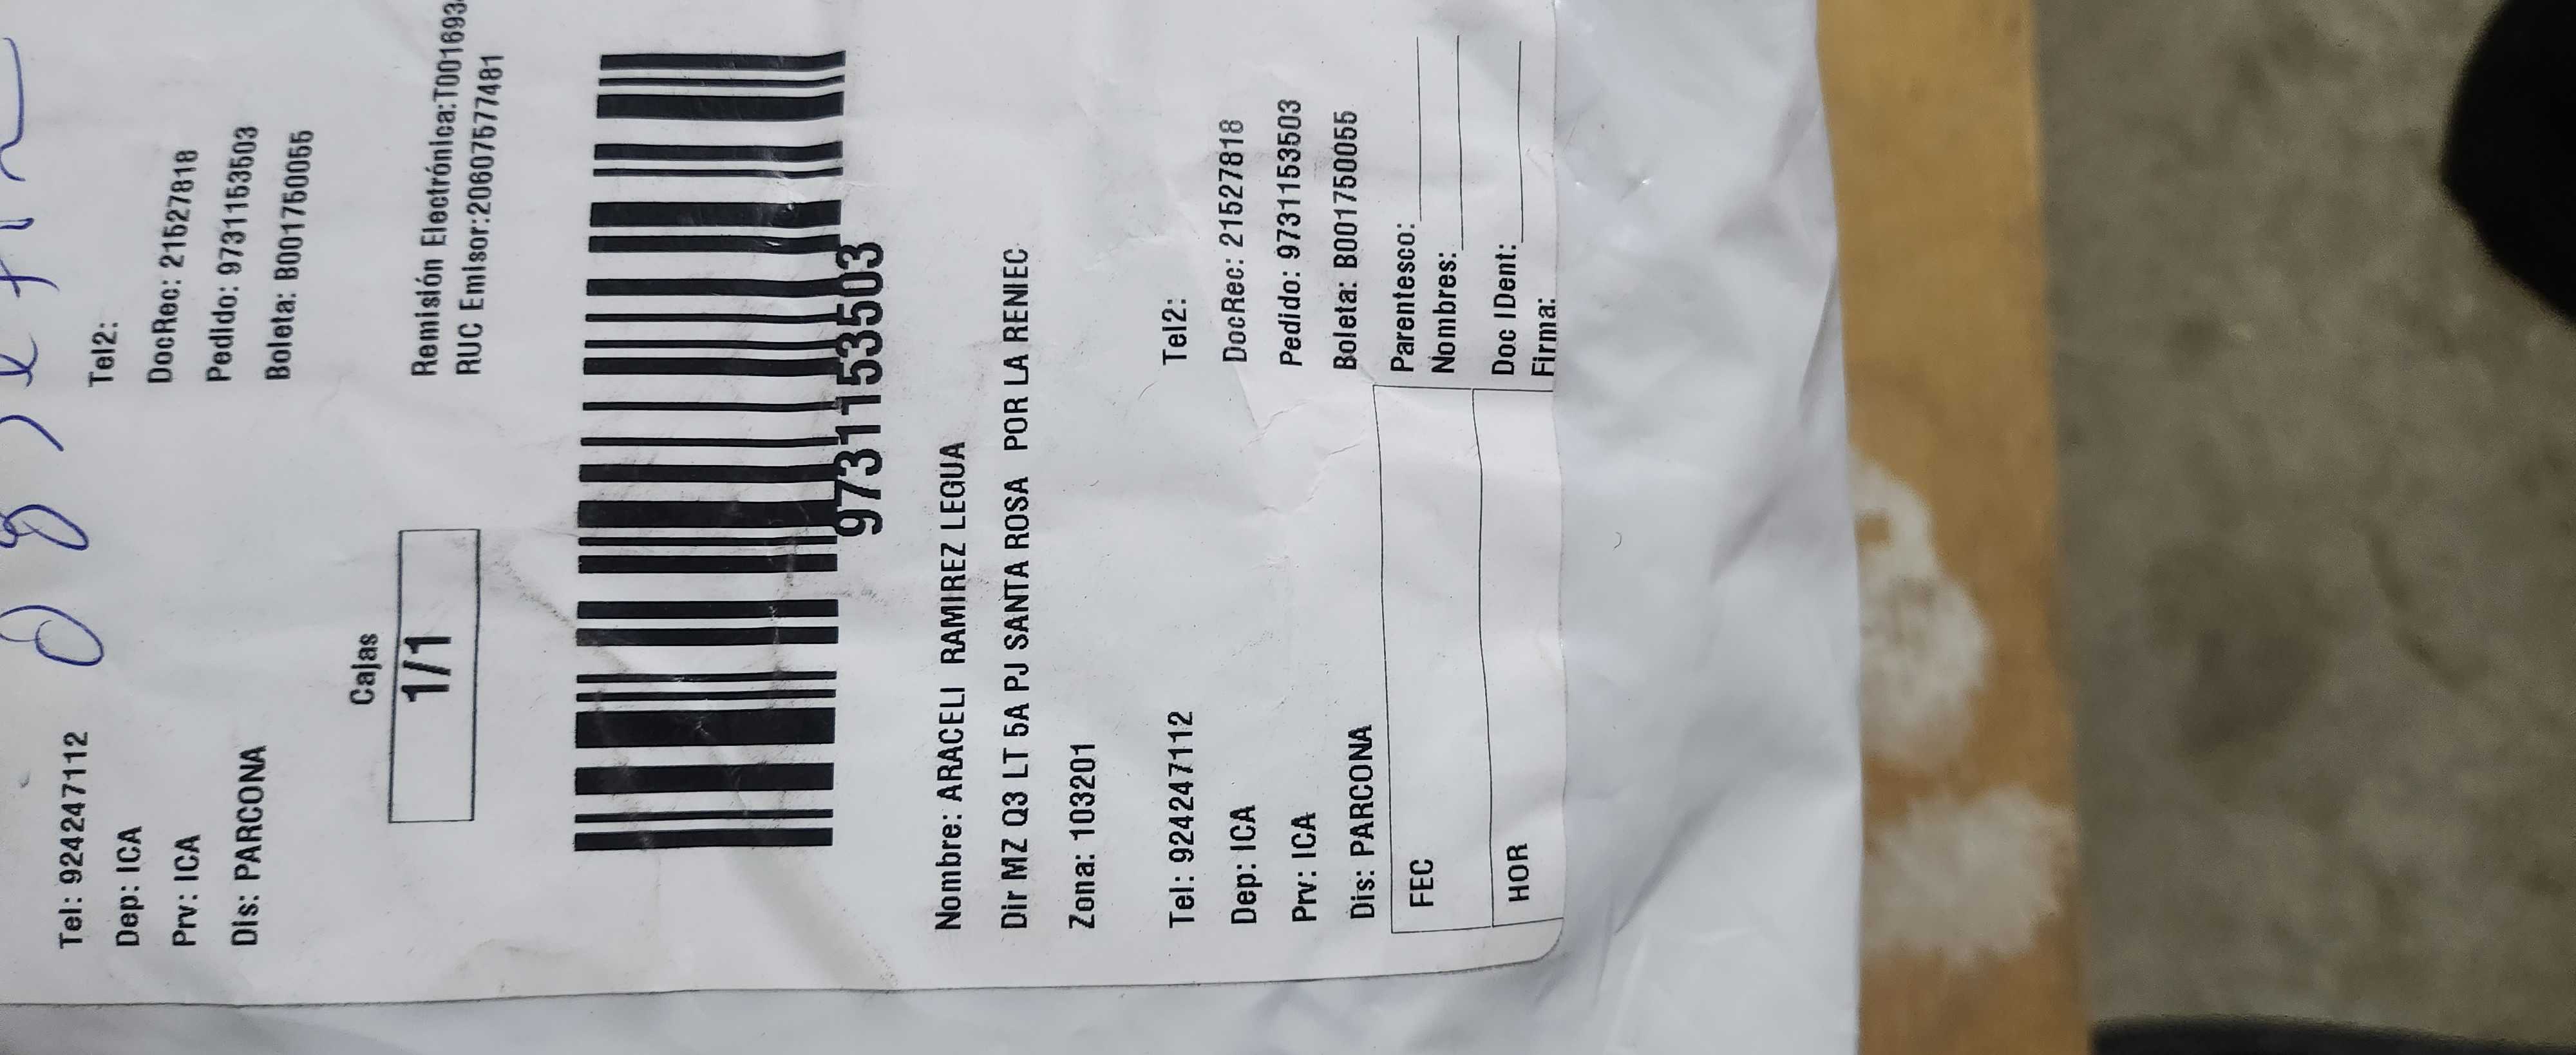 Tel: 924247112 Tel2:
Dep: ICA DocRec: 21527818
Prv: ICA Pedido: 97311153503
Dis: PARCONA Boleta: B001750055
Cajas
1/1
Remisión Electrónica:T001693
RUC Emisor:20607577481
97311153503
Nombre: ARACELI RAMIREZ LEGUA
Dir MZ Q3 LT 5A PJ SANTA ROSA POR LA RENIEC
Zona: 103201
Tel: 924247112 Tel2:
Dep: ICA DocRec: 21527818
Prv: ICA Pedido: 97311153503
Dis: PARCONA Boleta: B001750055
FEC
HOR
Parentesco:
Nombres:
Doc IDent:
Firma: